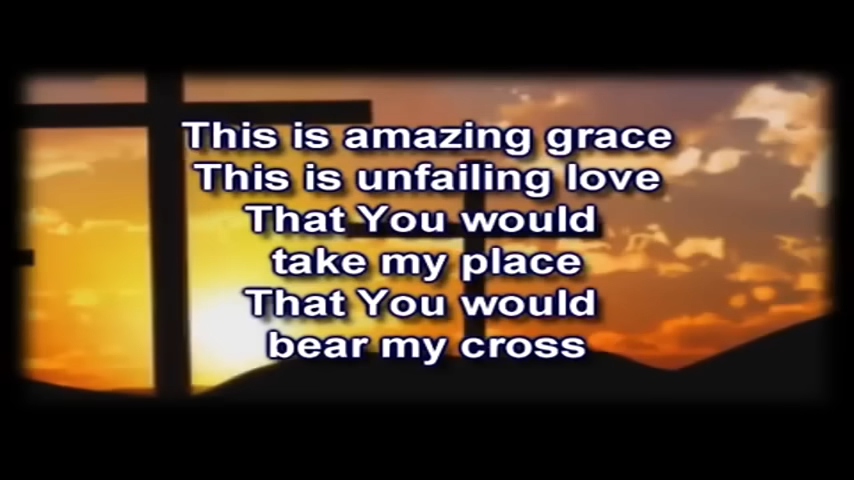 This is amazing grace
This is unfailing love
That You would
take my place
That You would
bear my cross